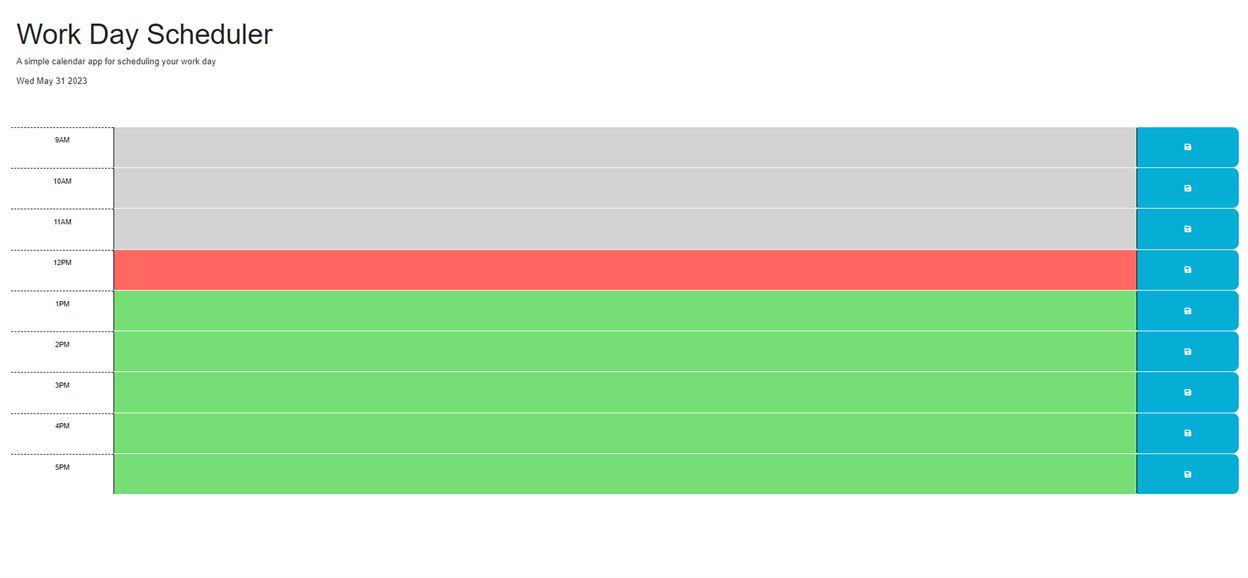 Work Day Scheduler
A simple calendar app for scheduling your work day
Wed May 31 2023
9AM
10AM
11AM
12PM
1PM
2PM
3PM
4PM
5PM